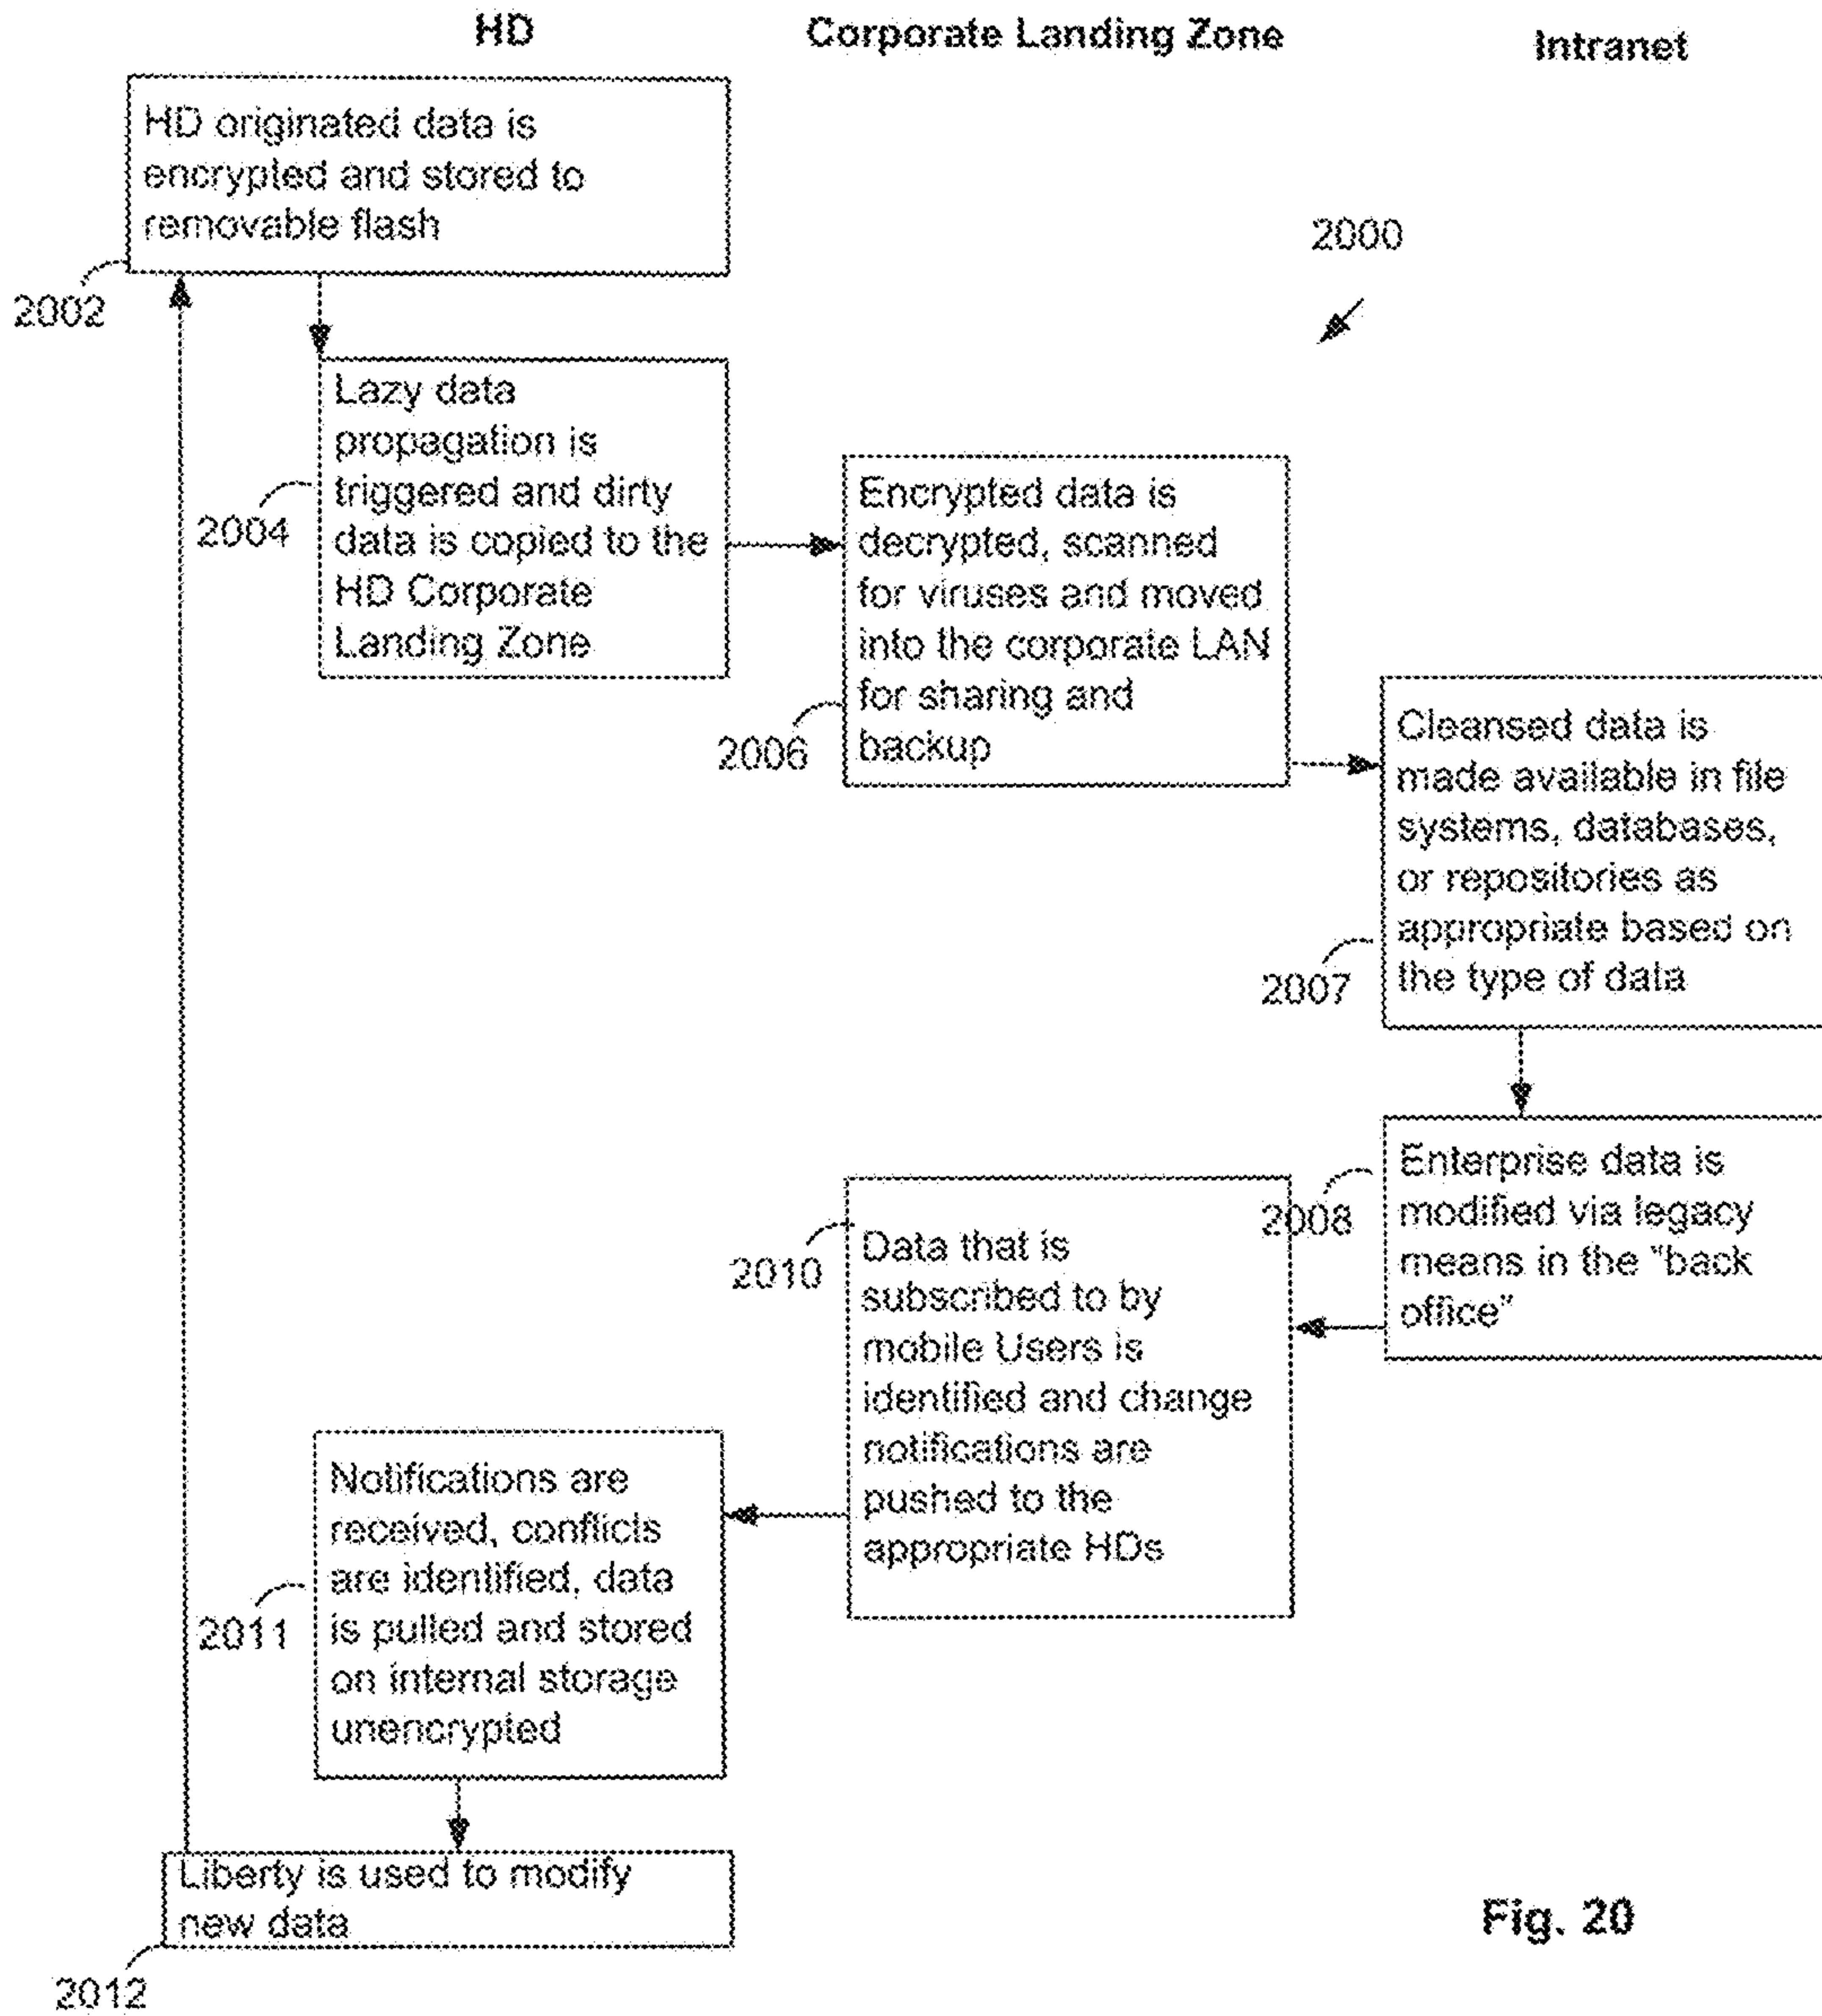 HD
Corporate Landing Zone
Intranet
HD originated data is
encrypted and stored to
removable flash
2002
2000
Lazy data
propagation is
triggered and dirty
data is copied to the
HD Corporate
Landing Zone
2004
Encrypted data is
decrypted, scanned
for viruses and moved
into the corporate LAN
for sharing and
backup
2006
Cleansed data is
made available in file
systems, databases,
or repositories as
appropriate based on
the type of data
2007
Enterprise data is
modified via legacy
means in the "back
office"
2008
2010
Data that is
subscribed to by
mobile Users is
identified and change
notifications are
pushed to the
appropriate HDs
Notifications are
received, conflicts
are identified, data
is pulled and stored
on internal storage
unencrypted
2011
Liberty is used to modify
new data
2012
Fig. 20